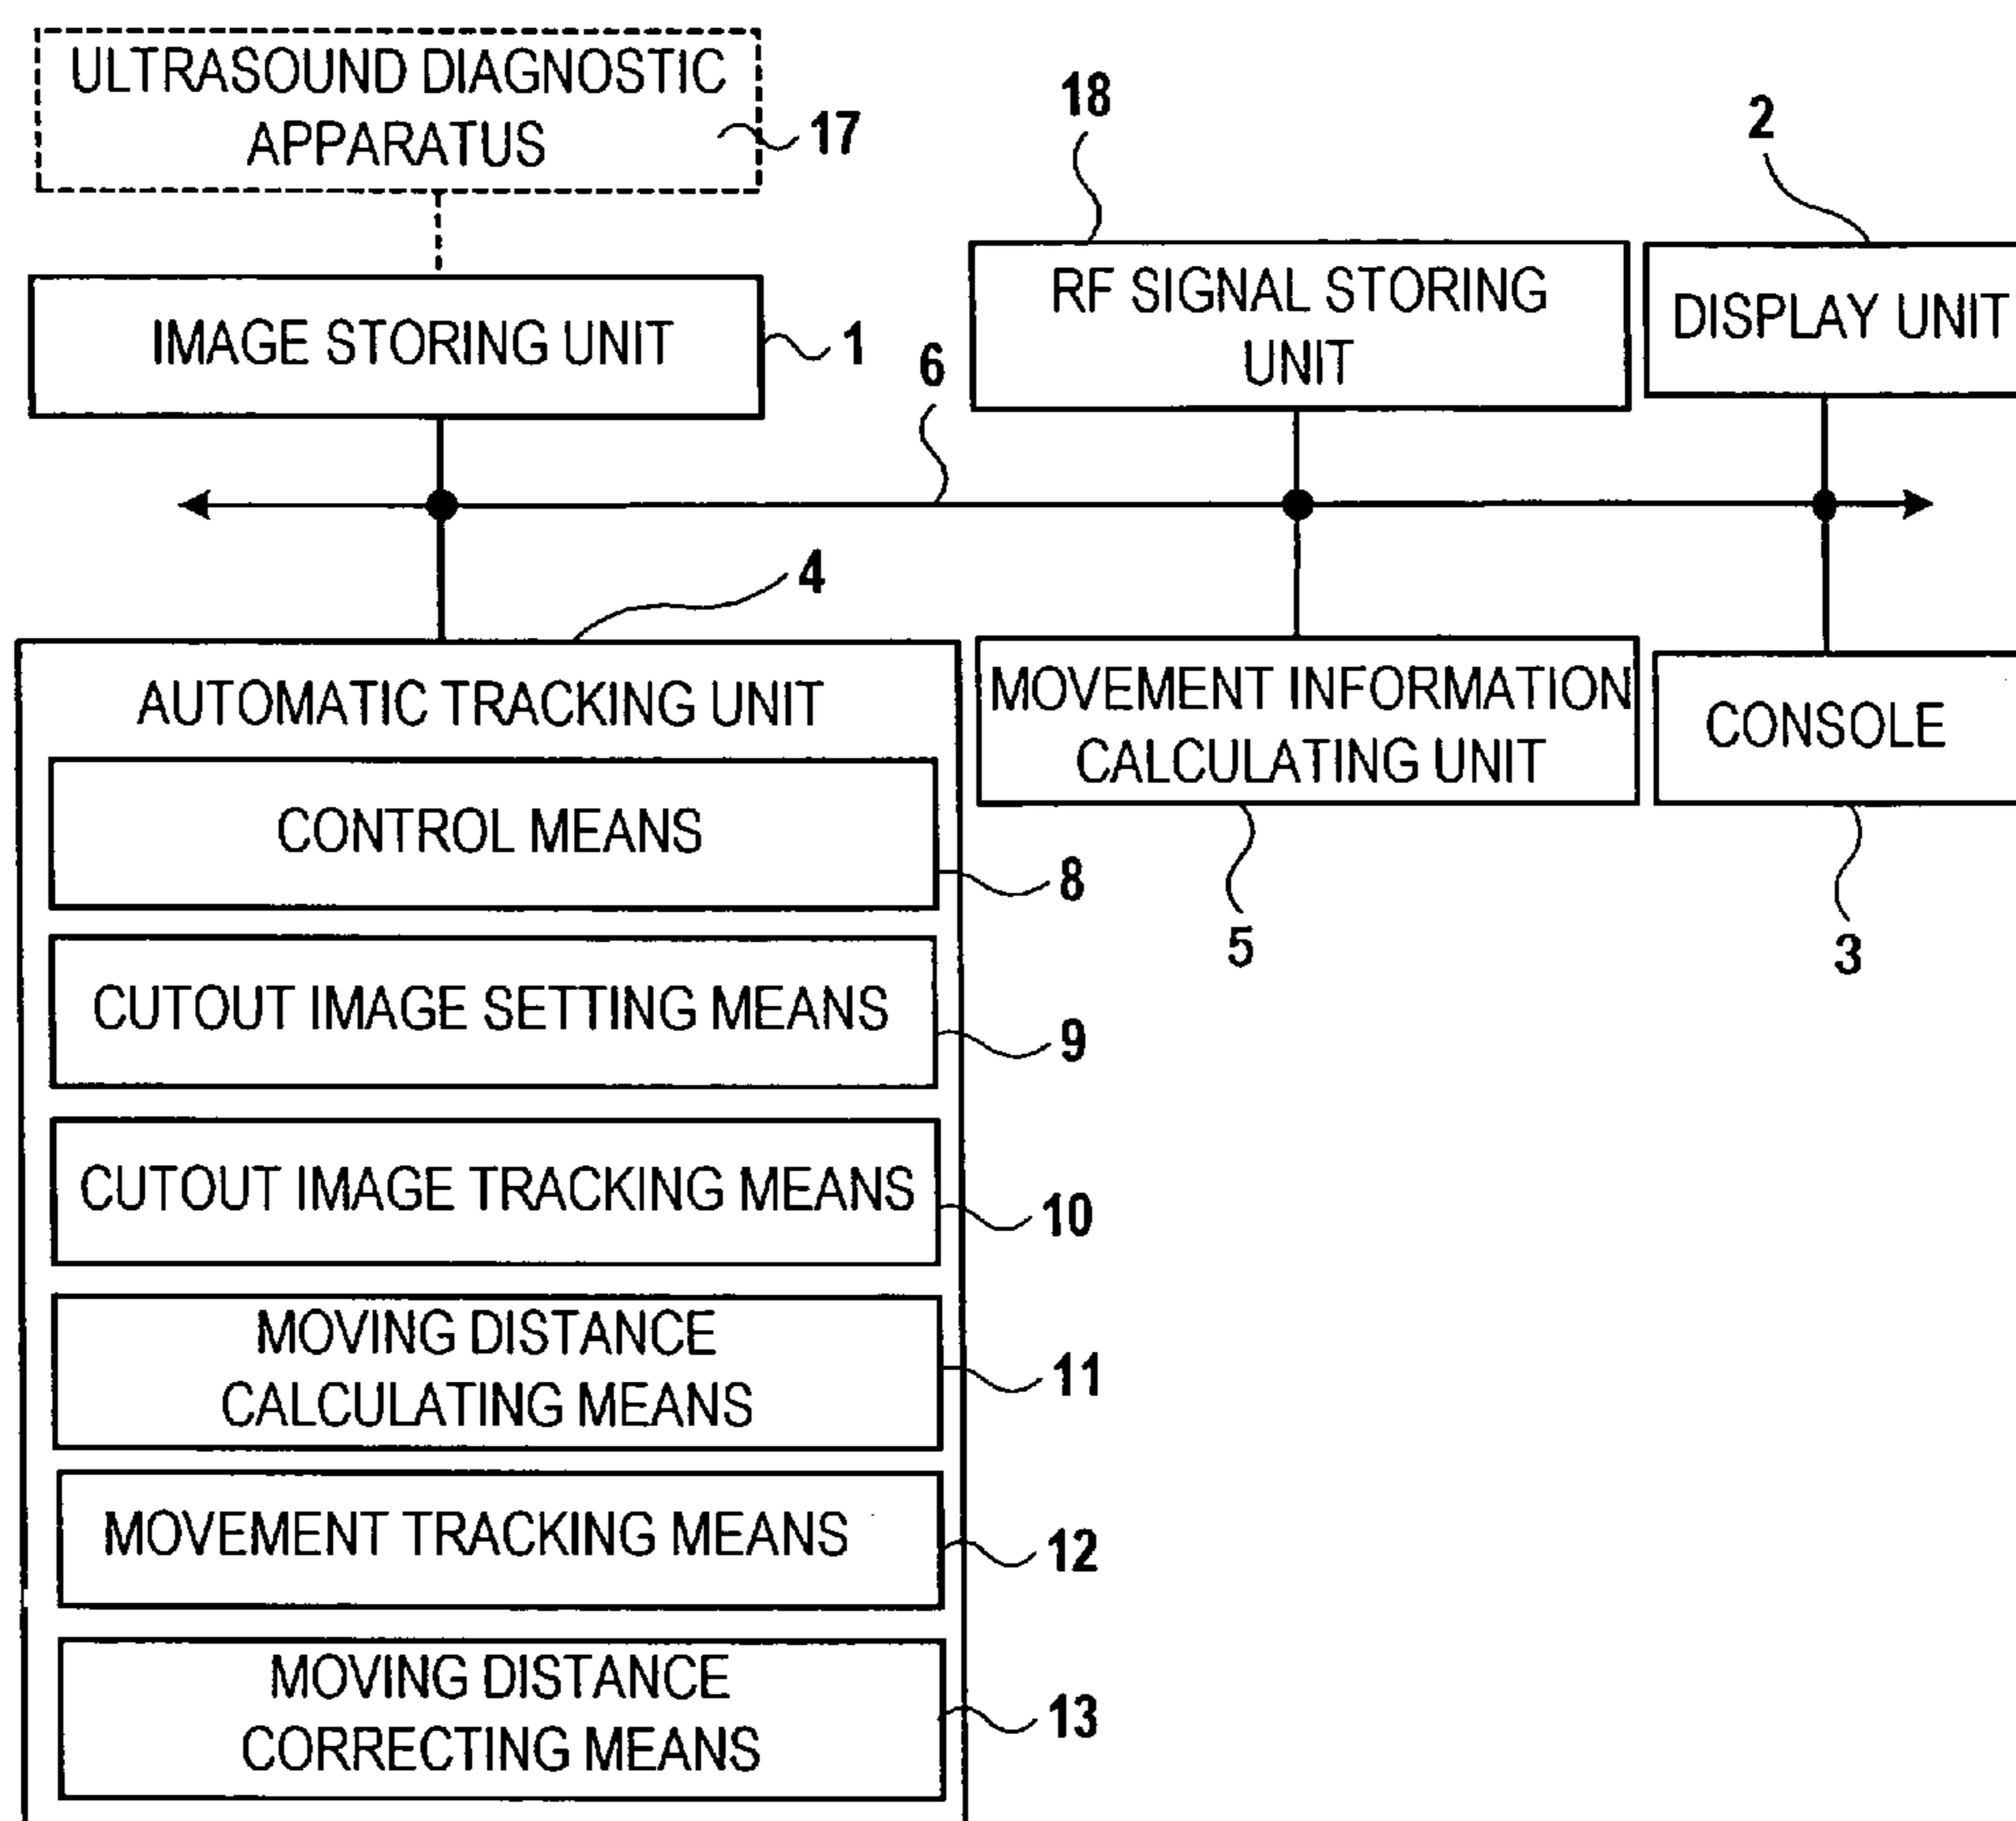 ULTRASOUND DIAGNOSTIC
APPARATUS
17
18
2
IMAGE STORING UNIT
1
6
RF SIGNAL STORING
UNIT
DISPLAY UNIT
4
AUTOMATIC TRACKING UNIT
MOVEMENT INFORMATION
CALCULATING UNIT
CONSOLE
5
3
CONTROL MEANS
8
CUTOUT IMAGE SETTING MEANS
9
CUTOUT IMAGE TRACKING MEANS
10
MOVING DISTANCE
CALCULATING MEANS
11
MOVEMENT TRACKING MEANS
12
MOVING DISTANCE
CORRECTING MEANS
13